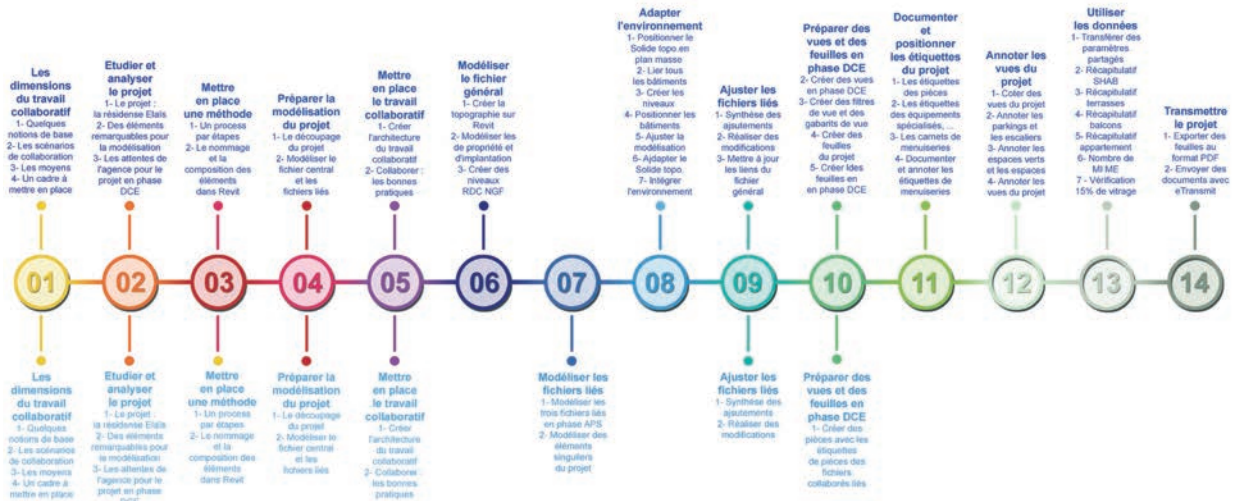 Les
dimensions
du travail
collaboratif
1- Quelques
notions de base
2- Les scénarios
de collaboration
3- Les moyens
4- Un cadre à
mettre en place
Etudier et
analyser
le projet
1- Le projet :
la résidense Elaïs
2- Des éléments
remarquables pour
la modélisation
3- Les attentes de
l'agence pour le
projet en phase
DCE
Mettre
en place
une méthode
1- Un process
par étapes
2- Le nommage
et la
composition des
éléments
dans Revit
Préparer la
modélisation
du projet
1- Le découpage
du projet
2- Modéliser le
fichier central
et les
fichiers liés
Mettre
en place
le travail
collaboratif
1- Créer
l'architecture
du travail
collaboratif
2- Collaborer :
les bonnes
pratiques
Modéliser
le fichier
général
1- Créer la
topographie sur
Revit
2- Modéliser les
de propriété et
d'implantation
3- Créer des
niveaux
RDC NGF
Adapter
l'environnement
1- Positionner le
Solide topo.en
plan masse
2- Lier tous
les bâtiments
3- Créer les
niveaux
4- Positionner les
bâtiments
5- Ajuster la
modélisation
6- Ajdapter le
Solide topo.
7- Intégrer
l'environnement
Ajuster les
fichiers liés
1- Synthèse des
ajsutements
2- Réaliser des
modifications
3- Mettre à jour
les liens du
fichier
général
Préparer des
vues et des
feuilles en
phase DCE
2- Créer des vues
en phase DCE
3- Créer des filtres
de vue et des
gabarits de vue
4- Créer des
feuilles
du projet
5- Créer ldes
feuilles en
en phase DCE
Documenter
et
positionner
les étiquettes
du projet
1- Les étiquettes
des pièces
2- Les étiquettes
des équipements
spécialisés, ...
3- Les carnets de
menuiseries
4- Documenter
et annoter les
étiquettes de
menuiseries
Annoter les
vues du
projet
1- Coter des
vues du projet
2- Annoter les
parkings et
les escaliers
3- Annoter les
espaces verts
et les espaces
4- Annoter les
vues du projet
Utiliser
les données
1- Transférer des
paramètres
partagés
2- Récapitulatif
SHAB
3- Récapitulatif
terrasses
4- Récapitulatif
balcons
5- Récapitulatif
appartement
6- Nombre de
MI ME
7 - Vérification
15% de vitrage
Transmettre
le projet
1- Exporter des
feuilles au
format PDF
2- Envoyer des
documents avec
eTransmit
01 02 03 04 05 06 07 08 09 10 11 12 13 14
Les
dimensions
du travail
collaboratif
1- Quelques
notions de base
2- Les scénarios
de collaboration
3- Les moyens
4- Un cadre à
mettre en place
Etudier et
analyser
le projet
1- Le projet :
la résidense Elaïs
2- Des éléments
remarquables pour
la modélisation
3- Les attentes de
l'agence pour le
projet en phase
Mettre
en place
une méthode
1- Un process
par étapes
2- Le nommage
et la
composition des
éléments
dans Revit
Préparer la
modélisation
du projet
1- Le découpage
du projet
2- Modéliser le
fichier central
et les
fichiers liés
Mettre
en place
le travail
collaboratif
1- Créer
l'architecture
du travail
collaboratif
2- Collaborer :
les bonnes
pratiques
Modéliser les
fichiers liés
1- Modéliser les
trois fichiers liés
en phase APS
2- Modéliser des
éléments
singuliers
du projet
Ajuster les
fichiers liés
1- Synthèse des
ajsutements
2- Réaliser des
modifications
Préparer des
vues et des
feuilles en
phase DCE
1- Créer des
pièces avec les
étiquettes
de pièces des
fichiers
collaborés liés